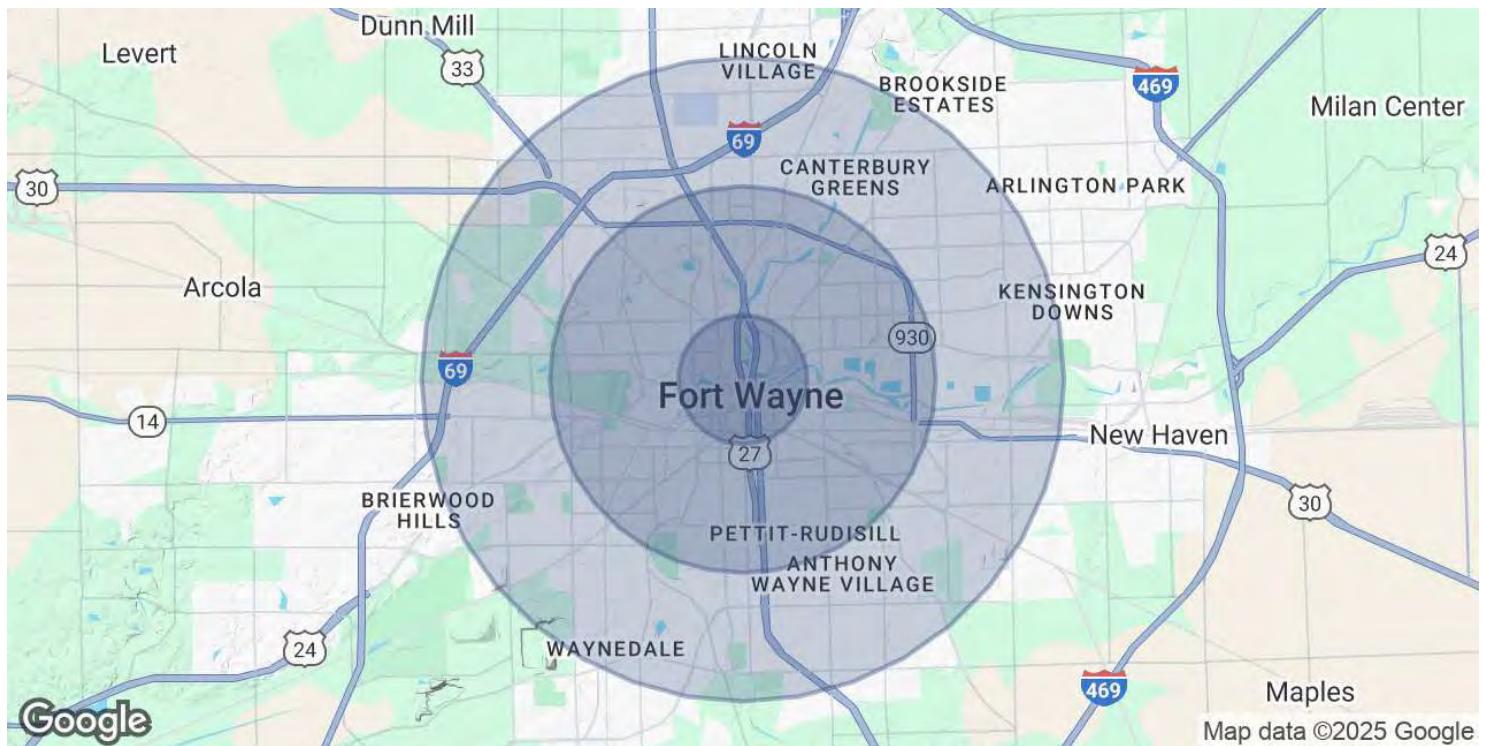 Dunn Mill
Levert
33
LINCOLN
VILLAGE
BROOKSIDE
ESTATES
469
Milan Center
69
30
CANTERBURY
GREENS
ARLINGTON PARK
24
Arcola
KENSINGTON
DOWNS
930
69
Fort Wayne
14
New Haven
27
BRIERWOOD
HILLS
30
PETTIT-RUDISILL
ANTHONY
WAYNE VILLAGE
24
WAYNEDALE
469
Maples
Google
Map data ©2025 Google